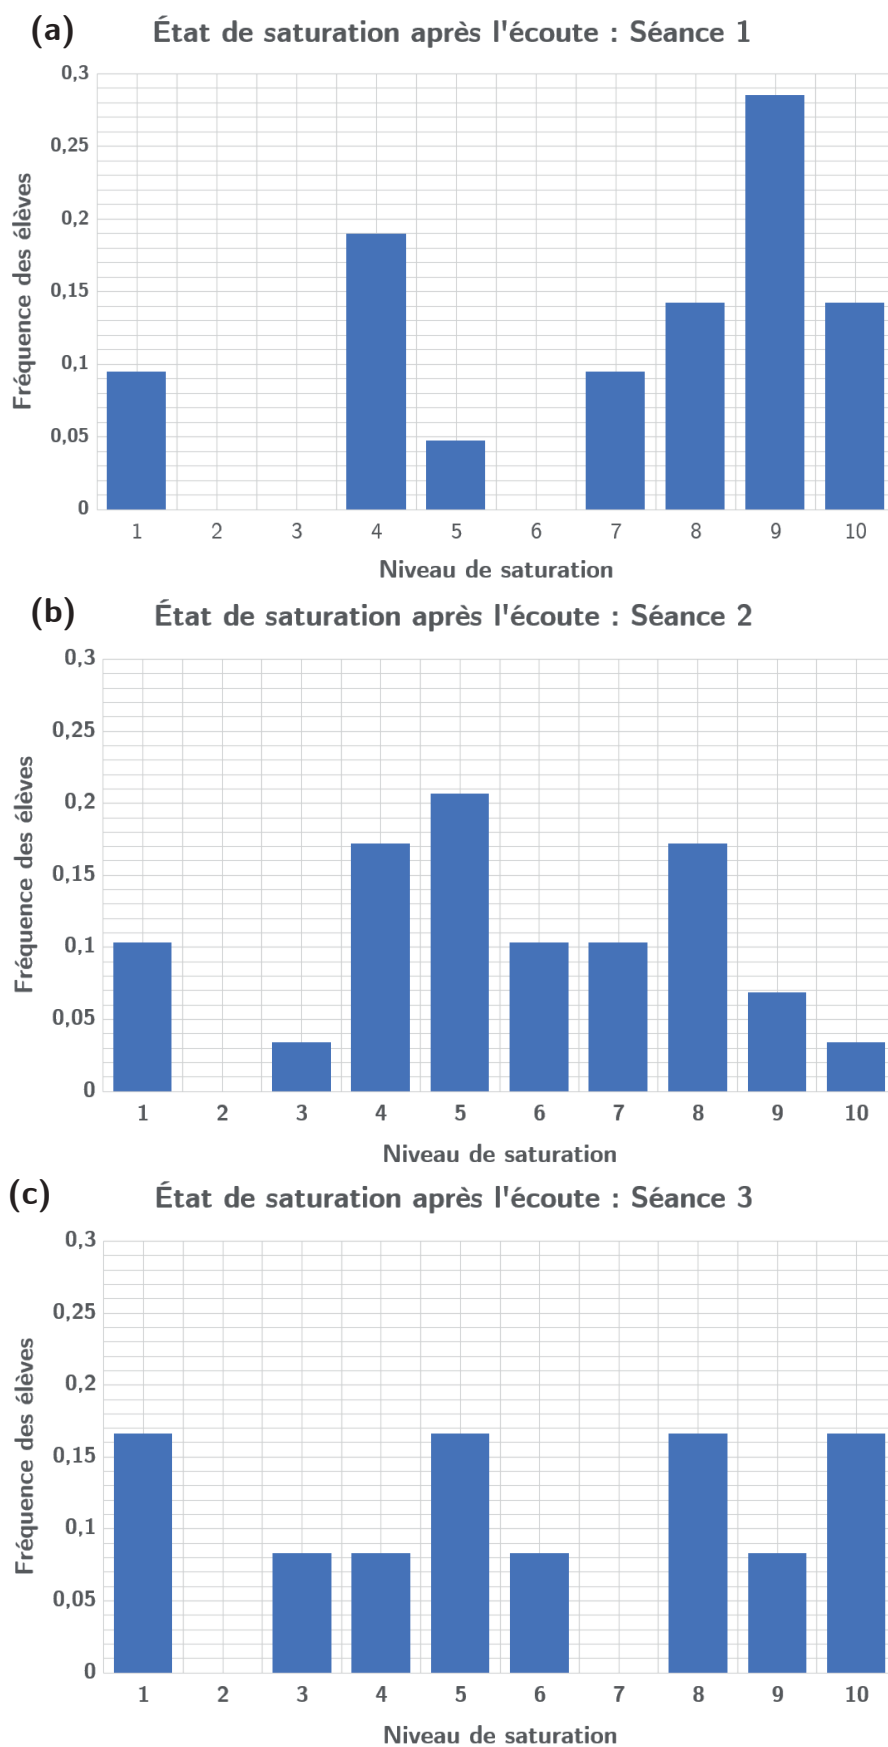 (a)
État de saturation après l'écoute : Séance 1
Fréquence des élèves
0,3
0,25
0,2
0,15
0,1
0,05
0
1 2 3 4 5 6 7 8 9 10
Niveau de saturation
(b)
État de saturation après l'écoute : Séance 2
Fréquence des élèves
0,3
0,25
0,2
0,15
0,1
0,05
0
1 2 3 4 5 6 7 8 9 10
Niveau de saturation
(c)
État de saturation après l'écoute : Séance 3
Fréquence des élèves
0,3
0,25
0,2
0,15
0,1
0,05
0
1 2 3 4 5 6 7 8 9 10
Niveau de saturation